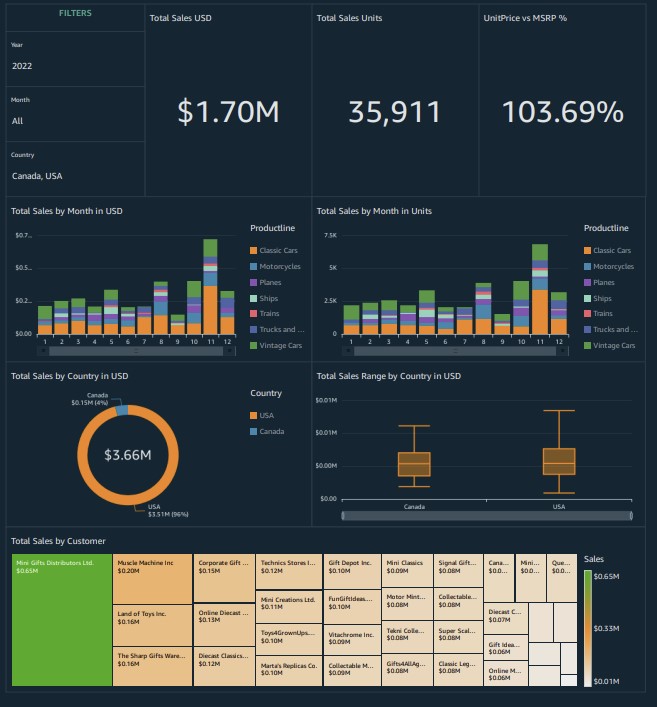 FILTERS
Year
2022
Month
All
Country
Canada, USA
Total Sales USD
$1.70M
Total Sales Units
35,911
UnitPrice vs MSRP %
103.69%
Total Sales by Month in USD
$0.7...
$0.5...
$0.2...
$0.00
1 2 3 4 5 6 7 8 9 10 11 12
Productline
Classic Cars
Motorcycles
Planes
Ships
Trains
Trucks and ...
Vintage Cars
Total Sales by Month in Units
7.5K
5K
2.5K
0
1 2 3 4 5 6 7 8 9 10 11 12
Productline
Classic Cars
Motorcycles
Planes
Ships
Trains
Trucks and ...
Vintage Cars
Total Sales by Country in USD
Canada
$0.15M (4%)
$3.66M
USA
$3.51M (96%)
Country
USA
Canada
Total Sales Range by Country in USD
$0.01M
$0.01M
$0.00M
$0.00
Canada
USA
Total Sales by Customer
Mini Gifts Distributors Ltd.
$0.65M
Muscle Machine Inc
$0.20M
Land of Toys Inc.
$0.16M
The Sharp Gifts Ware...
$0.16M
Corporate Gift ...
$0.15M
Online Diecast ...
$0.13M
Diecast Classics...
$0.12M
Technics Stores I...
$0.12M
Mini Creations Ltd.
$0.11M
Toys4GrownUps....
$0.10M
Marta's Replicas Co.
$0.10M
Gift Depot Inc.
$0.10M
FunGiftIdeas....
$0.10M
Vitachrome Inc.
$0.09M
Collectable M...
$0.09M
Mini Classics
$0.09M
Motor Mint...
$0.08M
Tekni Colle...
$0.08M
Gifts4AllAg...
$0.08M
Signal Gift...
$0.08M
Collectable...
$0.08M
Super Scal...
$0.08M
Classic Leg...
$0.08M
Cana...
$0.0...
Mini...
$0.0...
Que...
$0.0...
Diecast C...
$0.07M
Gift Idea...
$0.06M
Online M...
$0.06M
Sales
$0.65M
$0.33M
$0.01M